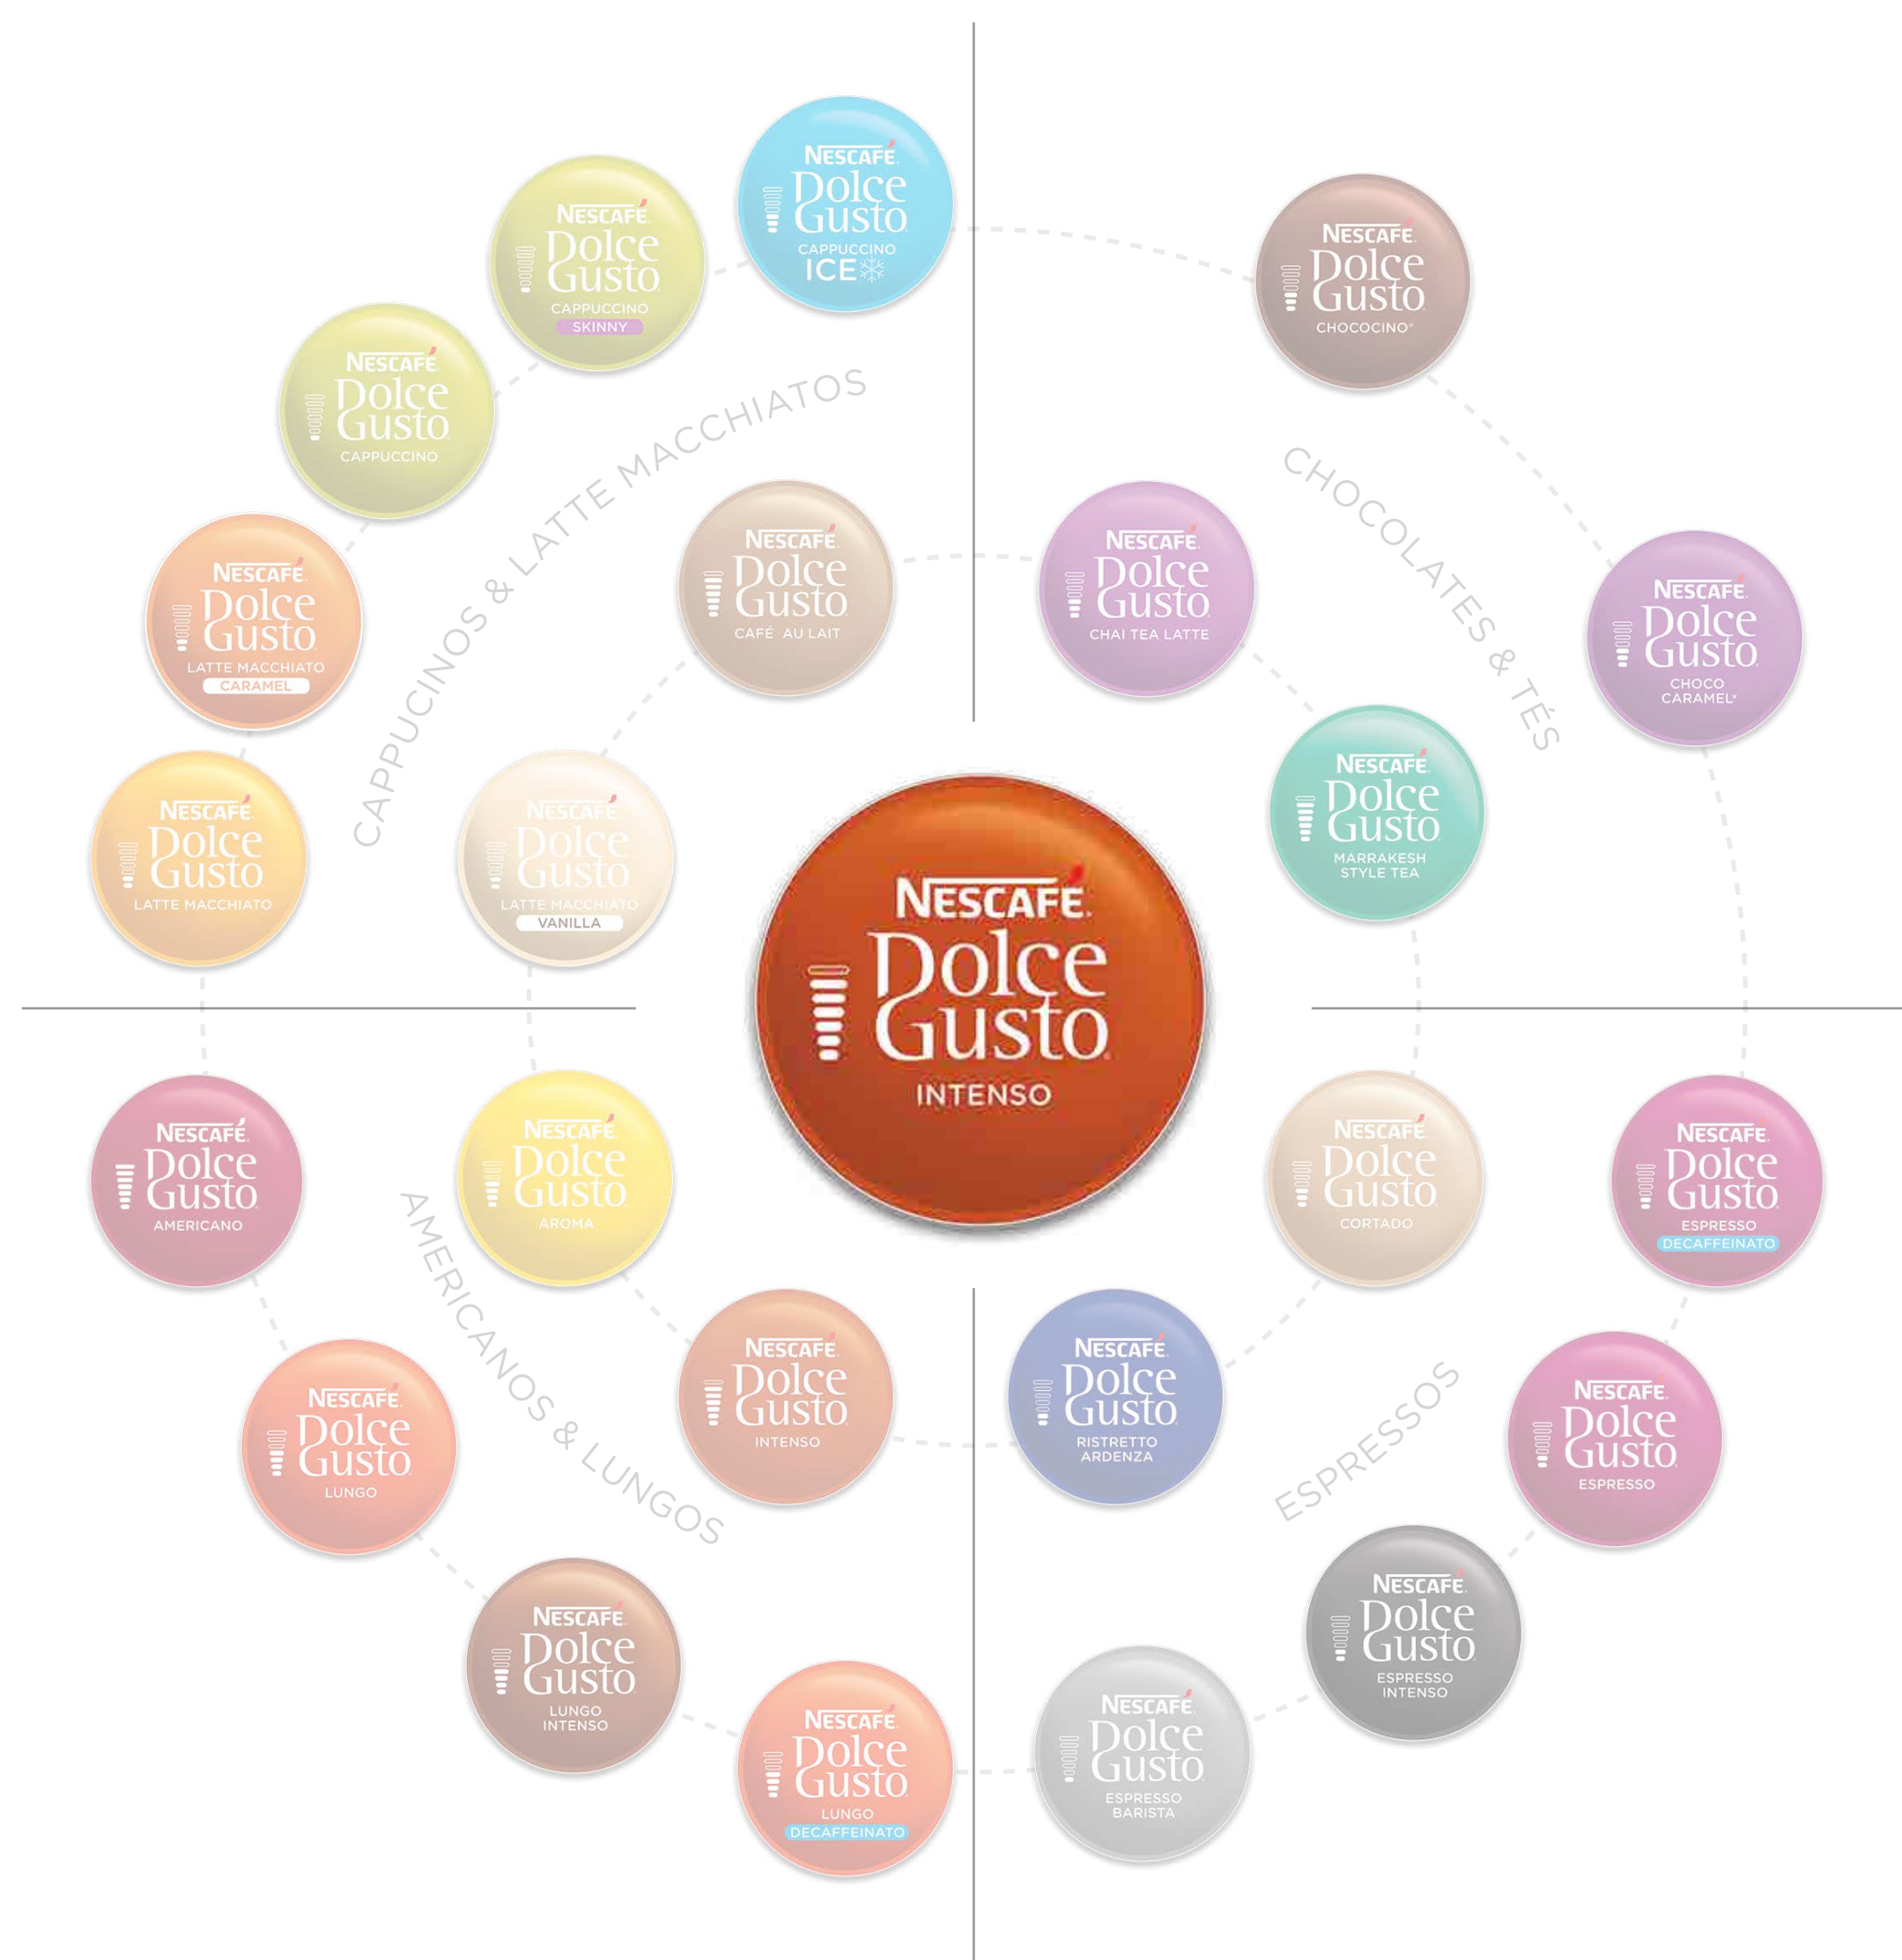 NESCAFÉ.
Dolce
Gusto
CAPPUCCINO
ICE
NESCAFÉ.
Dolce
Gusto
CAPPUCCINO
SKINNY
NESCAFÉ.
Dolce
Gusto
CAPPUCCINO
NESCAFÉ.
Dolce
Gusto
LATTE MACCHIATO
CARAMEL
NESCAFÉ.
Dolce
Gusto
LATTE MACCHIATO
CAPPUCINOS & LATTE MACCHIATOS
NESCAFÉ.
Dolce
Gusto
CAFÉ AU LAIT
NESCAFÉ.
Dolce
Gusto
LATTE MACCHIATO
VANILLA
NESCAFÉ.
Dolce
Gusto
CHOCOCINO®
NESCAFÉ.
Dolce
Gusto
CHOCO
CARAMEL®
CHOCOLATES & TÉS
NESCAFÉ.
Dolce
Gusto
CHAI TEA LATTE
NESCAFÉ.
Dolce
Gusto
MARRAKESH
STYLE TEA
NESCAFÉ.
Dolce
Gusto
INTENSO
NESCAFÉ.
Dolce
Gusto
AMERICANO
NESCAFÉ.
Dolce
Gusto
AROMA
AMERICANOS & LUNGOS
NESCAFÉ.
Dolce
Gusto
INTENSO
NESCAFÉ.
Dolce
Gusto
LUNGO
NESCAFÉ.
Dolce
Gusto
LUNGO
INTENSO
NESCAFÉ.
Dolce
Gusto
LUNGO
DECAFFEINATO
NESCAFÉ.
Dolce
Gusto
CORTADO
NESCAFÉ.
Dolce
Gusto
ESPRESSO
DECAFFEINATO
NESCAFÉ.
Dolce
Gusto
RISTRETTO
ARDENZA
ESPRESSOS
NESCAFÉ.
Dolce
Gusto
ESPRESSO
NESCAFÉ.
Dolce
Gusto
ESPRESSO
INTENSO
NESCAFÉ.
Dolce
Gusto
ESPRESSO
BARISTA